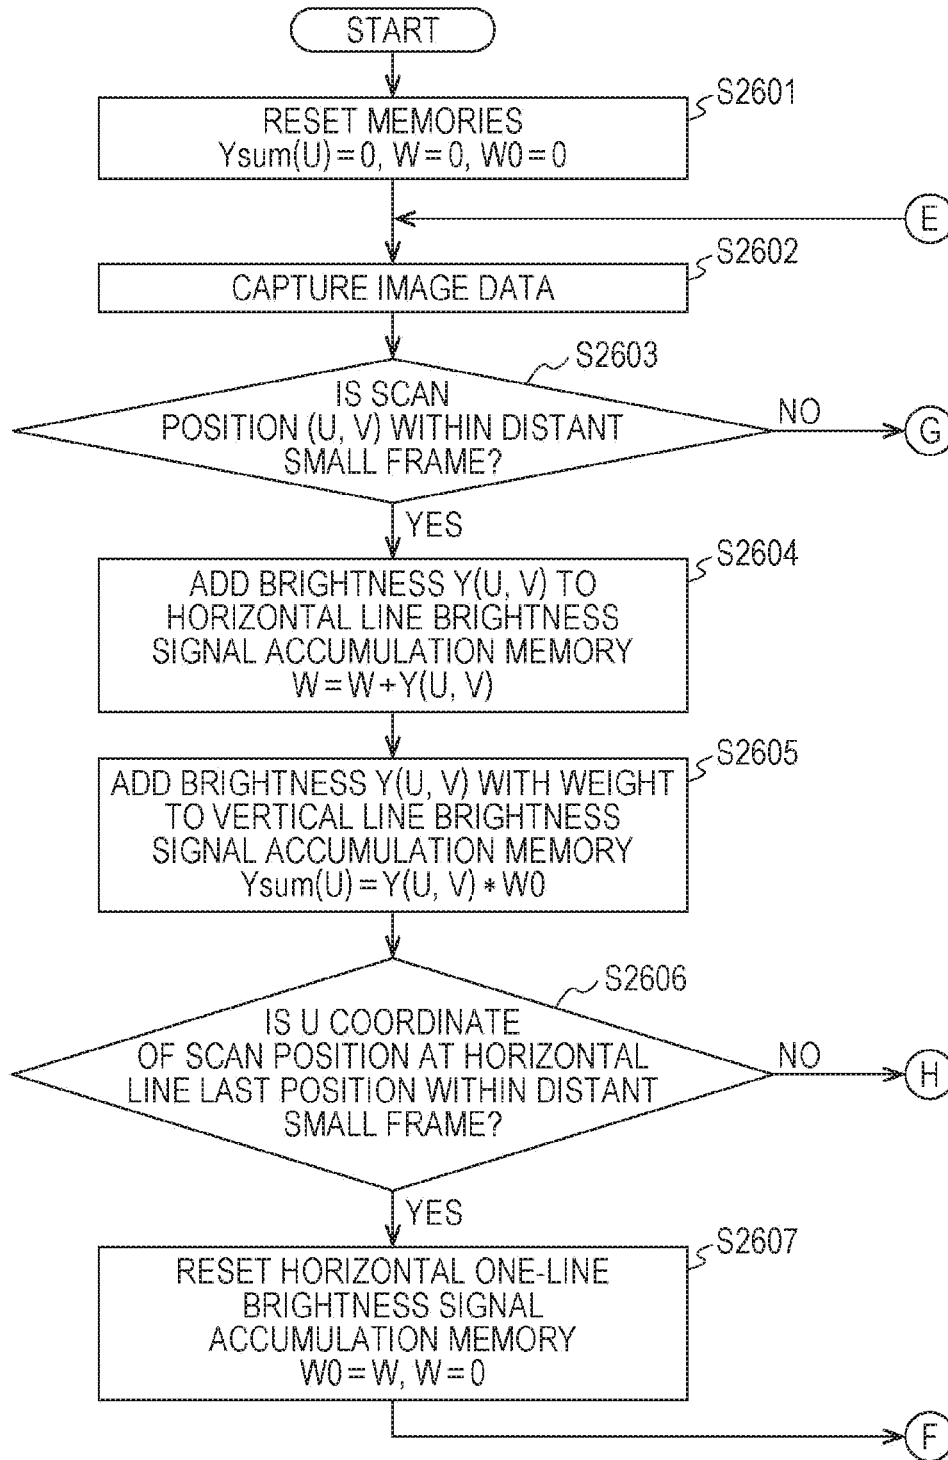 START
S2601
RESET MEMORIES
Ysum(U)=0, W=0, W0=0
E
S2602
CAPTURE IMAGE DATA
S2603
IS SCAN
POSITION (U, V) WITHIN DISTANT
SMALL FRAME?
NO
G
YES
S2604
ADD BRIGHTNESS Y(U, V) TO
HORIZONTAL LINE BRIGHTNESS
SIGNAL ACCUMULATION MEMORY
W=W+Y(U, V)
S2605
ADD BRIGHTNESS Y(U, V) WITH WEIGHT
TO VERTICAL LINE BRIGHTNESS
SIGNAL ACCUMULATION MEMORY
Ysum(U)=Y(U, V)*W0
S2606
IS U COORDINATE
OF SCAN POSITION AT HORIZONTAL
LINE LAST POSITION WITHIN DISTANT
SMALL FRAME?
NO
H
YES
S2607
RESET HORIZONTAL ONE-LINE
BRIGHTNESS SIGNAL
ACCUMULATION MEMORY
W0=W, W=0
F